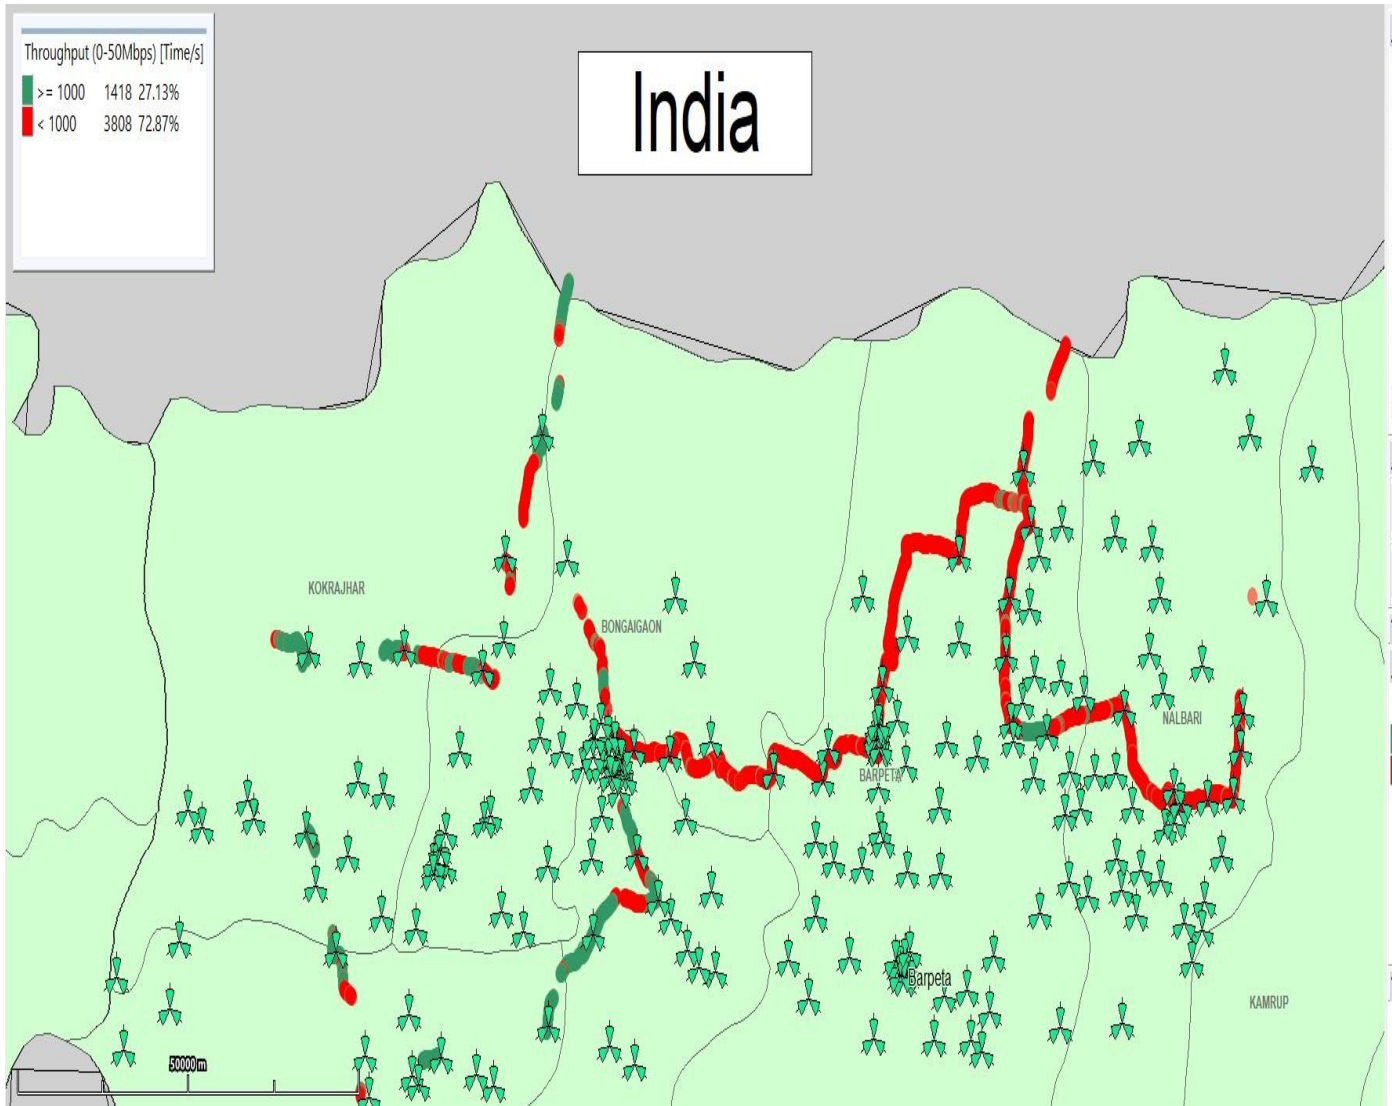 Throughput (0-50Mbps) [Time/s]
>= 1000 1418 27.13%
< 1000 3808 72.87%
India
KOKRAJHAR
BONGAIGAON
NALBARI
BARPETA
Barpeta
KAMRUP
50000 m